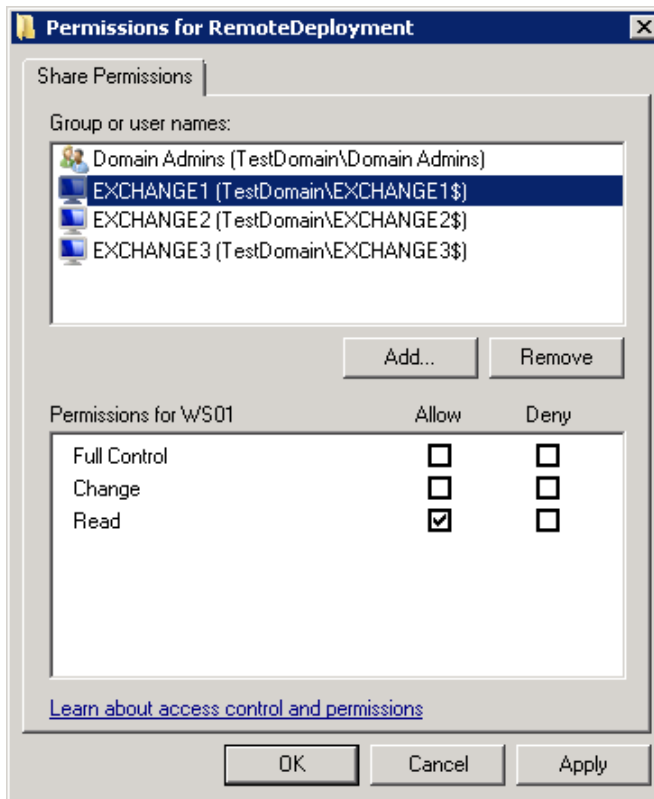 Permissions for RemoteDeployment
Share Permissions
Group or user names:
Domain Admins (TestDomain\Domain Admins)
EXCHANGE1 (TestDomain\EXCHANGE1$)
EXCHANGE2 (TestDomain\EXCHANGE2$)
EXCHANGE3 (TestDomain\EXCHANGE3$)
Add... Remove
Permissions for WS01 Allow Deny
Full Control
Change
Read
Learn about access control and permissions
OK Cancel Apply